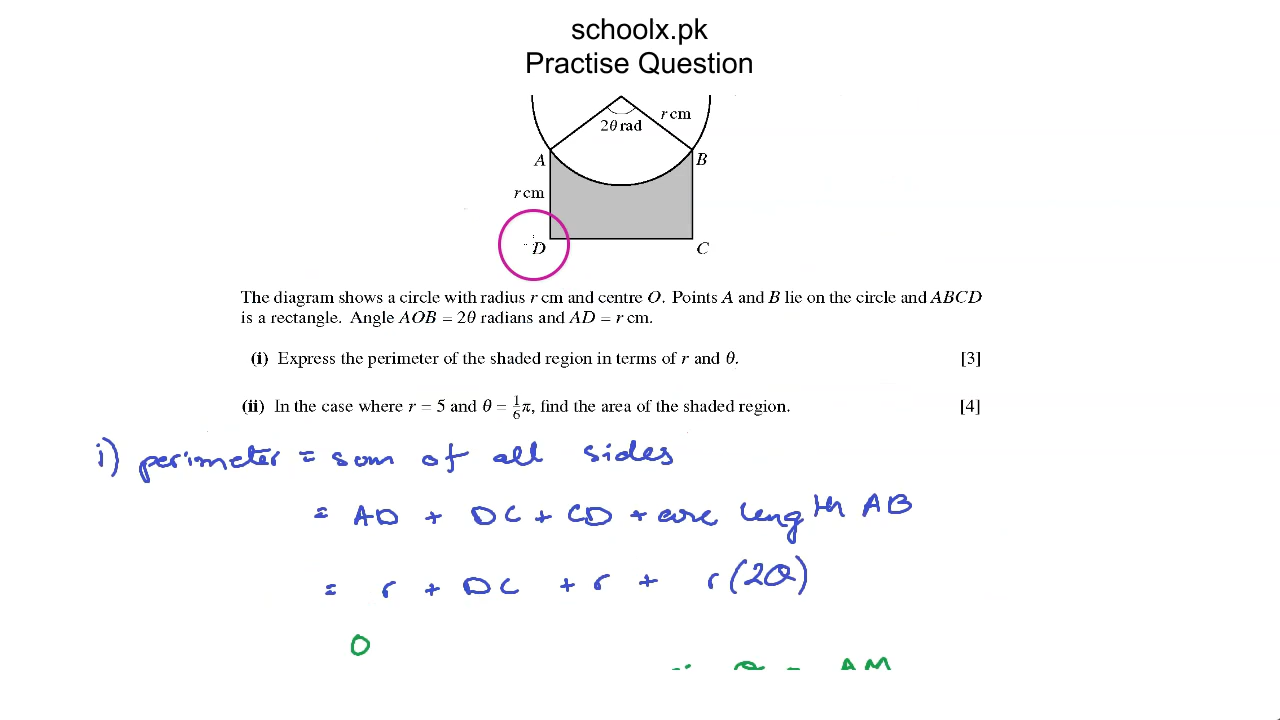 schoolx.pk
Practise Question
r cm
2θ rad
A
B
r cm
D
C
The diagram shows a circle with radius r cm and centre O. Points A and B lie on the circle and ABCD
is a rectangle. Angle AOB = 2θ radians and AD = r cm.
(i) Express the perimeter of the shaded region in terms of r and θ. [3]
(ii) In the case where r = 5 and θ = 1/6 π, find the area of the shaded region. [4]
i) perimeter = som of all sides
= AD + DC + CD + arc length AB
= r + DC + r + r(2θ)
O
θ = AM